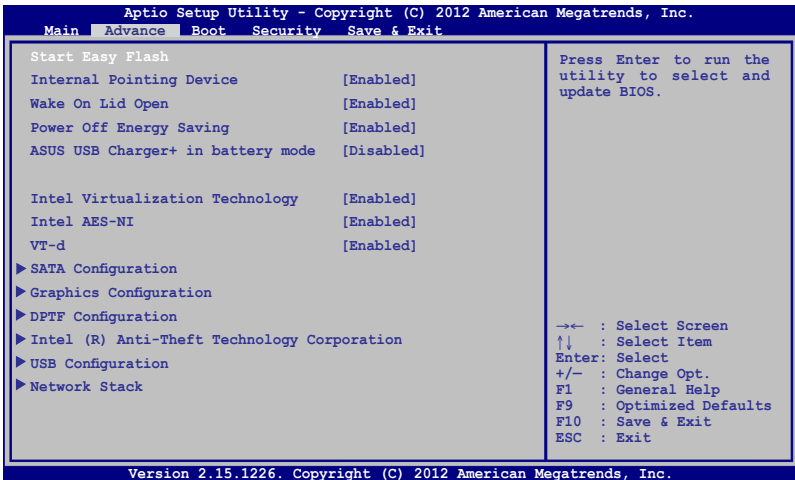 Aptio Setup Utility - Copyright (C) 2012 American Megatrends, Inc.
Main Advance Boot Security Save & Exit
Start Easy Flash
Internal Pointing Device [Enabled]
Wake On Lid Open [Enabled]
Power Off Energy Saving [Enabled]
ASUS USB Charger+ in battery mode [Disabled]
Intel Virtualization Technology [Enabled]
Intel AES-NI [Enabled]
VT-d [Enabled]
SATA Configuration
Graphics Configuration
DPTF Configuration
Intel (R) Anti-Theft Technology Corporation
USB Configuration
Network Stack
Press Enter to run the
utility to select and
update BIOS.
→← : Select Screen
↑↓ : Select Item
Enter: Select
+/— : Change Opt.
F1 : General Help
F9 : Optimized Defaults
F10 : Save & Exit
ESC : Exit
Version 2.15.1226. Copyright (C) 2012 American Megatrends, Inc.